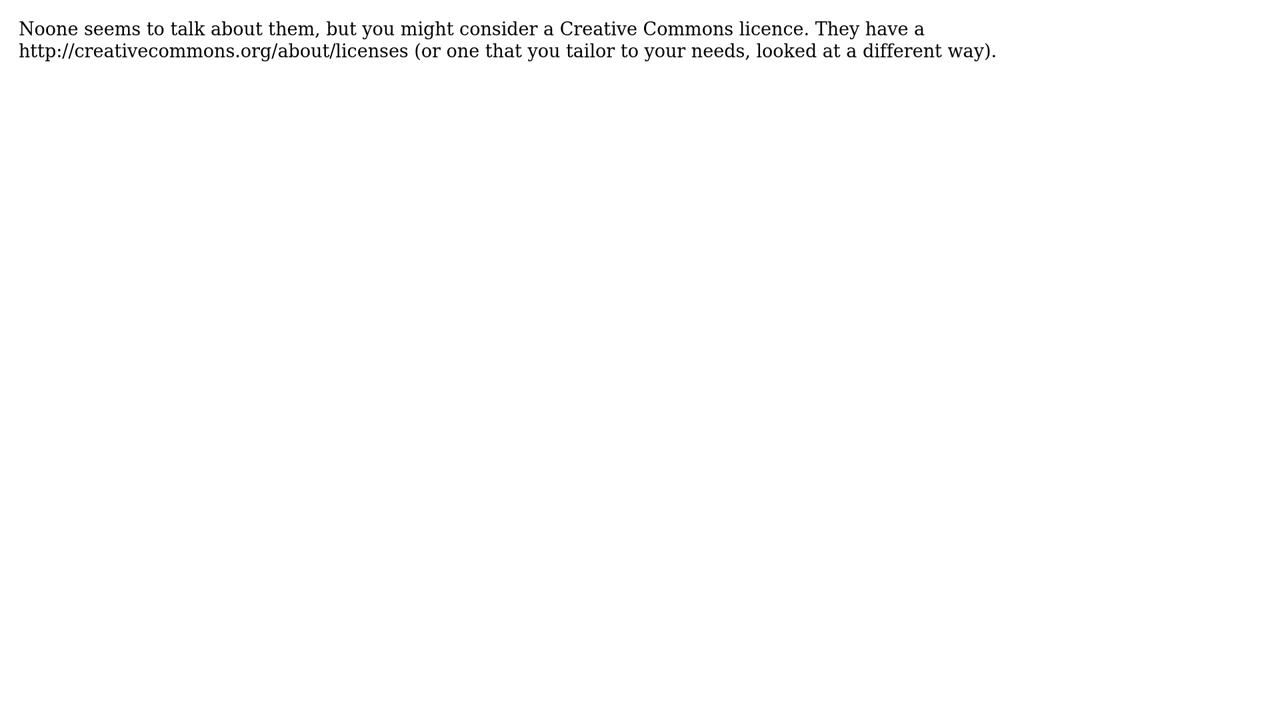 Noone seems to talk about them, but you might consider a Creative Commons licence. They have a
http://creativecommons.org/about/licenses (or one that you tailor to your needs, looked at a different way).